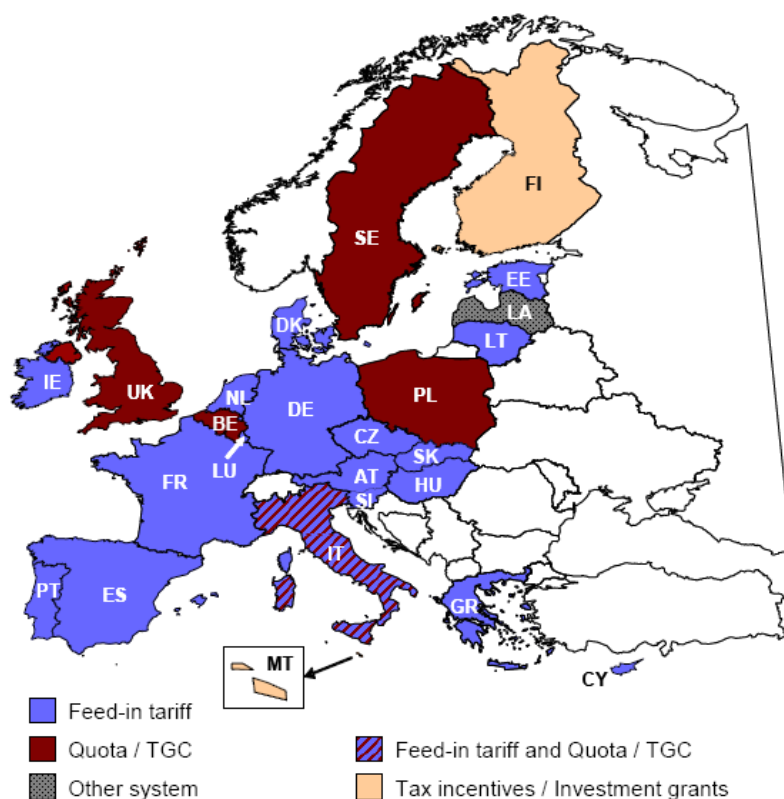 FI
SE
EE
LA
LT
DK
IE
UK
NL
BE
DE
PL
CZ
LU
SK
FR
AT
HU
SI
IT
PT
ES
GR
MT
CY
Feed-in tariff
Quota / TGC
Feed-in tariff and Quota / TGC
Other system
Tax incentives / Investment grants